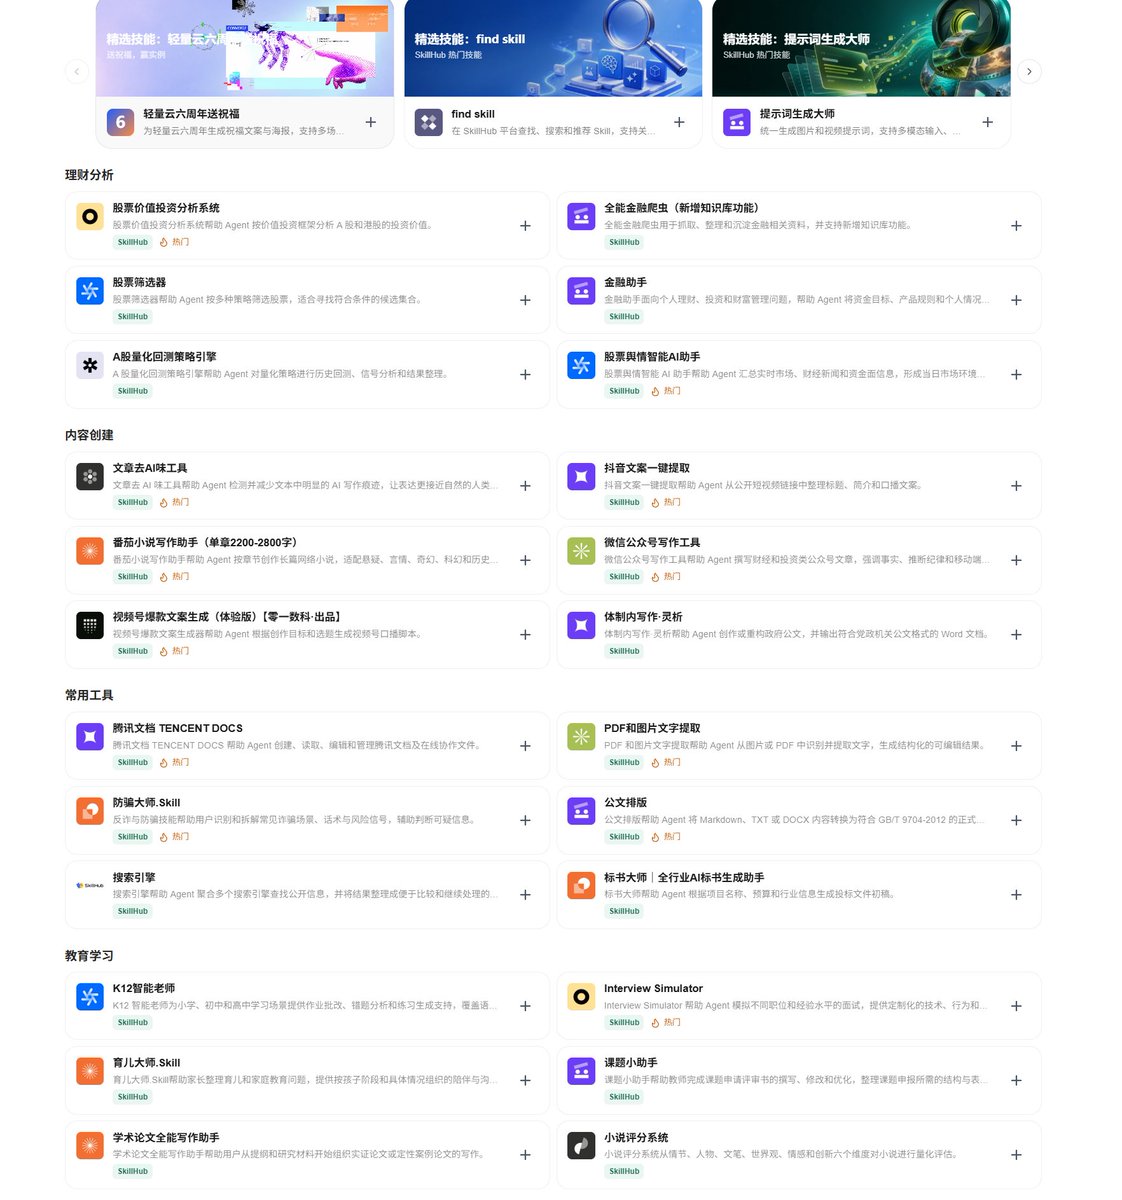 精选技能：轻量云六周
送祝福，赢实例
精选技能：find skill
SkillHub 热门技能
精选技能：提示词生成大师
SkillHub 热门技能
6
轻量云六周年送祝福
为轻量云六周年生成祝福文案与海报，支持多场...
find skill
在 SkillHub 平台查找、搜索和推荐 Skill，支持关...
提示词生成大师
统一生成图片和视频提示词，支持多模态输入、...
理财分析
股票价值投资分析系统
股票价值投资分析系统帮助 Agent 按价值投资框架分析 A 股和港股的投资价值。
SkillHub 热门
全能金融爬虫（新增知识库功能）
全能金融爬虫用于抓取、整理和沉淀金融相关资料，并支持新增知识库功能。
SkillHub
股票筛选器
股票筛选器帮助 Agent 按多种策略筛选股票，适合寻找符合条件的候选集合。
SkillHub
金融助手
金融助手面向个人理财、投资和财富管理问题，帮助 Agent 将资金目标、产品规则和个人情况...
SkillHub
A股量化回测策略引擎
A 股量化回测策略引擎帮助 Agent 对量化策略进行历史回测、信号分析和结果整理。
SkillHub
股票舆情智能AI助手
股票舆情智能 AI 助手帮助 Agent 汇总实时市场、财经新闻和资金面信息，形成当日市场环境...
SkillHub 热门
内容创建
文章去AI味工具
文章去 AI 味工具帮助 Agent 检测并减少文本中明显的 AI 写作痕迹，让表达更接近自然的人类...
SkillHub 热门
抖音文案一键提取
抖音文案一键提取帮助 Agent 从公开短视频链接中整理标题、简介和口播文案。
SkillHub 热门
番茄小说写作助手（单章2200-2800字）
番茄小说写作助手帮助 Agent 按章节创作长篇网络小说，适配悬疑、言情、奇幻、科幻和历史...
SkillHub 热门
微信公众号写作工具
微信公众号写作工具帮助 Agent 撰写财经和投资类公众号文章，强调事实、推断纪律和移动端...
SkillHub 热门
视频号爆款文案生成（体验版）【零一数科·出品】
视频号爆款文案生成器帮助 Agent 根据创作目标和选题生成视频号口播脚本。
SkillHub 热门
体制内写作·灵析
体制内写作·灵析帮助 Agent 创作或重构政府公文，并输出符合党政机关公文格式的 Word 文档。
SkillHub
常用工具
腾讯文档 TENCENT DOCS
腾讯文档 TENCENT DOCS 帮助 Agent 创建、读取、编辑和管理腾讯文档及在线协作文件。
SkillHub 热门
PDF和图片文字提取
PDF 和图片文字提取帮助 Agent 从图片或 PDF 中识别并提取文字，生成结构化的可编辑结果。
SkillHub 热门
防骗大师.Skill
反诈与防骗技能帮助用户识别和拆解常见诈骗场景、话术与风险信号，辅助判断可疑信息。
SkillHub 热门
公文排版
公文排版帮助 Agent 将 Markdown、TXT 或 DOCX 内容转换为符合 GB/T 9704-2012 的正式...
SkillHub 热门
SkillHub
搜索引擎
搜索引擎帮助 Agent 聚合多个搜索引擎查找公开信息，并将结果整理成便于比较和继续处理的...
SkillHub
标书大师｜全行业AI标书生成助手
标书大师帮助 Agent 根据项目名称、预算和行业信息生成投标文件初稿。
SkillHub
教育学习
K12智能老师
K12 智能老师为小学、初中和高中学习场景提供作业批改、错题分析和练习生成支持，覆盖语...
SkillHub
Interview Simulator
Interview Simulator 帮助 Agent 模拟不同职位和经验水平的面试，提供定制化的技术、行为和...
SkillHub 热门
育儿大师.Skill
育儿大师.Skill帮助家长整理育儿和家庭教育问题，提供按孩子阶段和具体情况组织的陪伴与沟...
SkillHub
课题小助手
课题小助手帮助教师完成课题申请评审书的撰写、修改和优化，整理课题申报所需的结构与表...
SkillHub
学术论文全能写作助手
学术论文全能写作助手帮助用户从提纲和研究材料开始组织实证论文或定性案例论文的写作。
SkillHub
小说评分系统
小说评分系统从情节、人物、文笔、世界观、情感和创新六个维度对小说进行量化评估。
SkillHub